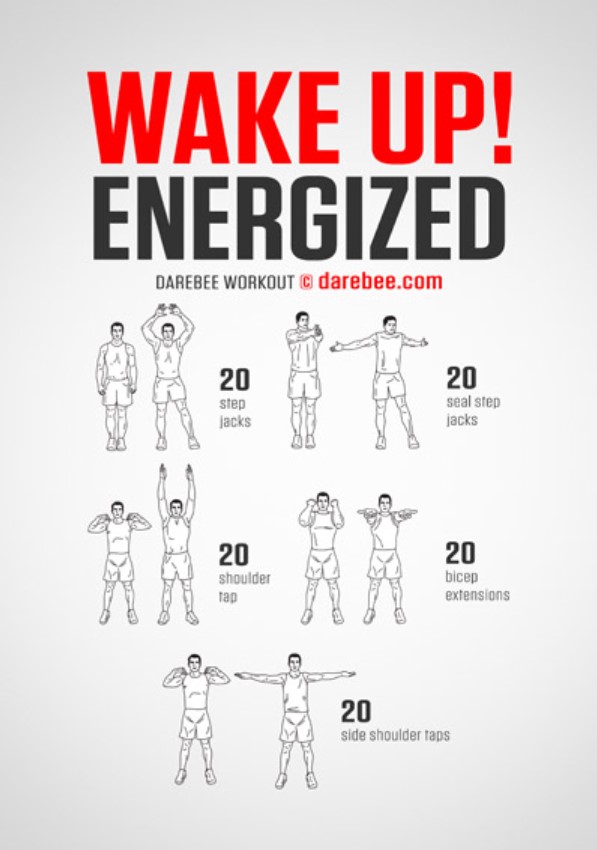 WAKE UP!
ENERGIZED
DAREBEE WORKOUT © darebee.com
20
step
jacks
20
seal step
jacks
20
shoulder
tap
20
bicep
extensions
20
side shoulder taps